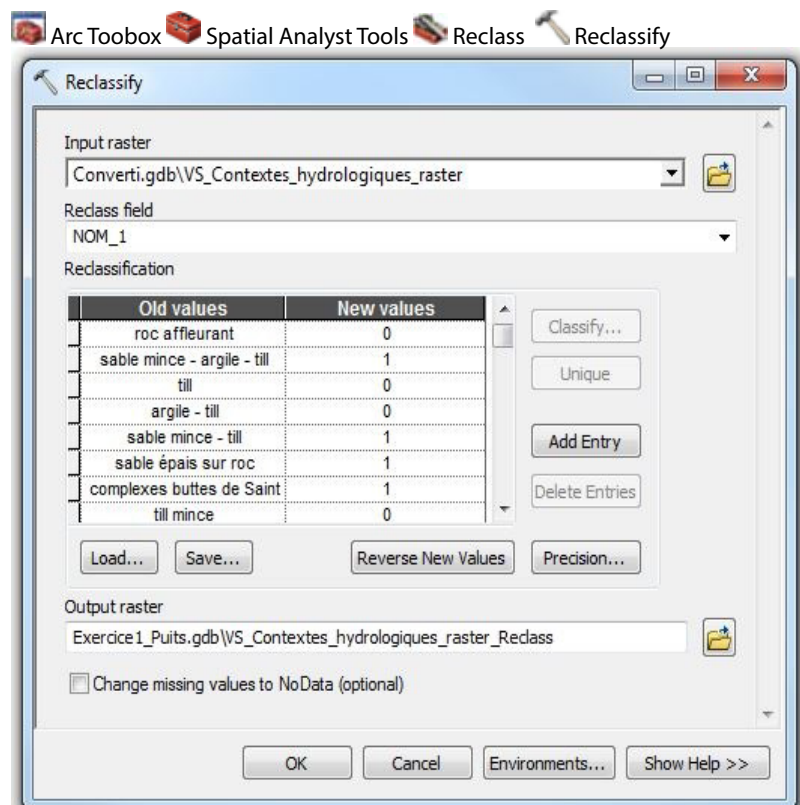 Arc Toobox Spatial Analyst Tools Reclass Reclassify
Reclassify
Input raster
Converti.gdb\VS_Contextes_hydrologiques_raster
Reclass field
NOM_1
Reclassification
Old values New values
roc affleurant 0
sable mince - argile - till 1
till 0
argile - till 0
sable mince - till 1
sable épais sur roc 1
complexes buttes de Saint 1
till mince 0
Classify...
Unique
Add Entry
Delete Entries
Load... Save... Reverse New Values Precision...
Output raster
Exercice1_Puits.gdb\VS_Contextes_hydrologiques_raster_Reclass
Change missing values to NoData (optional)
OK Cancel Environments... Show Help >>